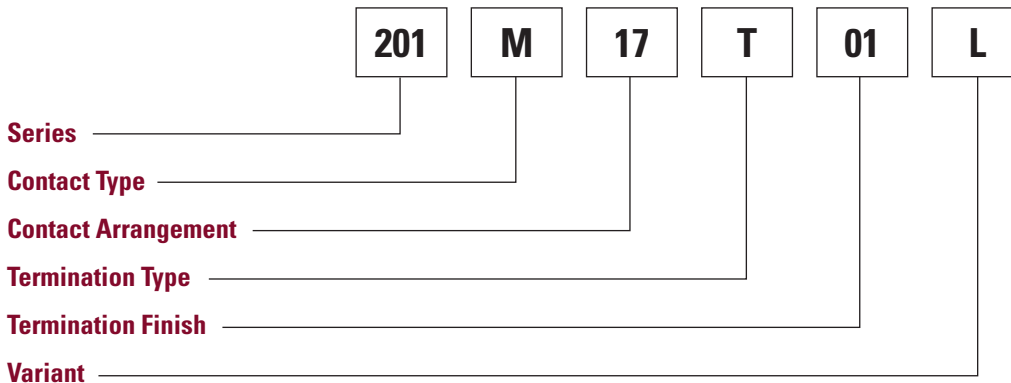 201 M 17 T 01 L
Series
Contact Type
Contact Arrangement
Termination Type
Termination Finish
Variant